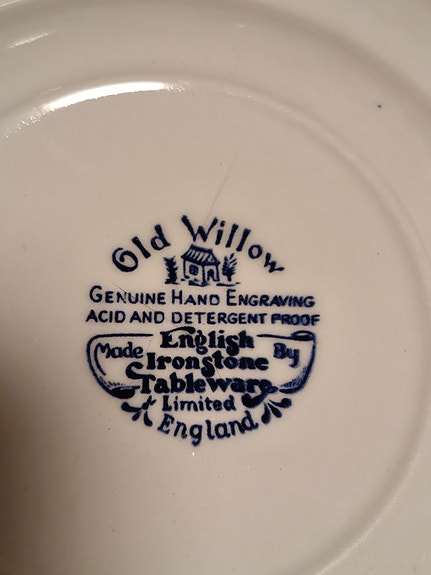 Old Willow
GENUINE HAND ENGRAVING
ACID AND DETERGENT PROOF
Made English By
Ironstone
Tableware
Limited
England